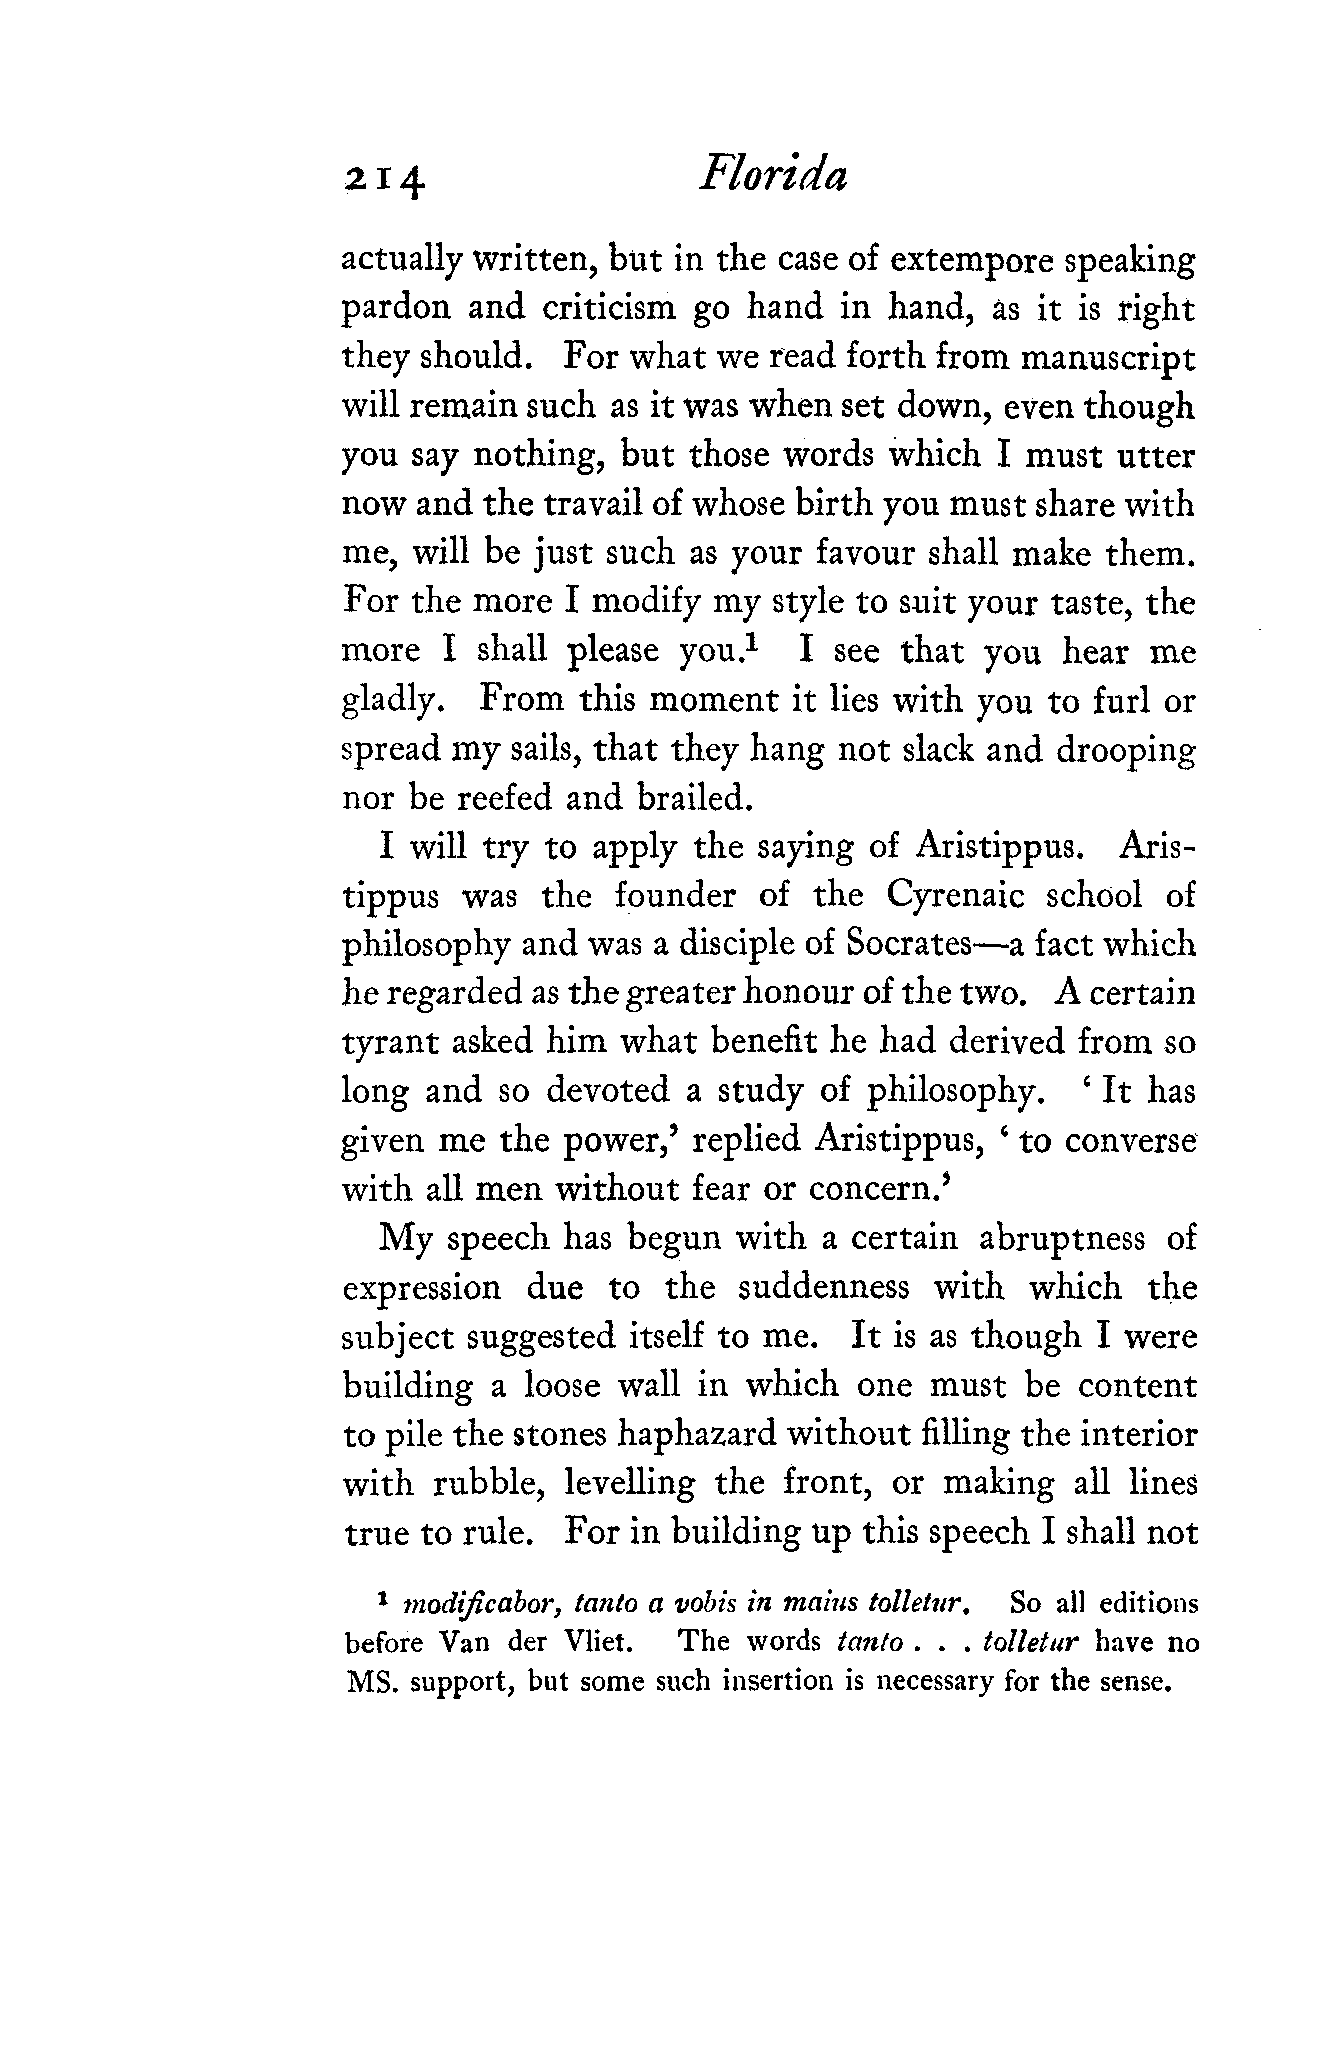 214 Florida
actually written, but in the case of extempore speaking
pardon and criticism go hand in hand, as it is right
they should. For what we read forth from manuscript
will remain such as it was when set down, even though
you say nothing, but those words which I must utter
now and the travail of whose birth you must share with
me, will be just such as your favour shall make them.
For the more I modify my style to suit your taste, the
more I shall please you.¹ I see that you hear me
gladly. From this moment it lies with you to furl or
spread my sails, that they hang not slack and drooping
nor be reefed and brailed.
I will try to apply the saying of Aristippus. Aris-
tippus was the founder of the Cyrenaic school of
philosophy and was a disciple of Socrates—a fact which
he regarded as the greater honour of the two. A certain
tyrant asked him what benefit he had derived from so
long and so devoted a study of philosophy. ‘ It has
given me the power,’ replied Aristippus, ‘ to converse
with all men without fear or concern.’
My speech has begun with a certain abruptness of
expression due to the suddenness with which the
subject suggested itself to me. It is as though I were
building a loose wall in which one must be content
to pile the stones haphazard without filling the interior
with rubble, levelling the front, or making all lines
true to rule. For in building up this speech I shall not
¹ modificabor, tanto a vobis in maius tolletur. So all editions
before Van der Vliet. The words tanto . . . tolletur have no
MS. support, but some such insertion is necessary for the sense.